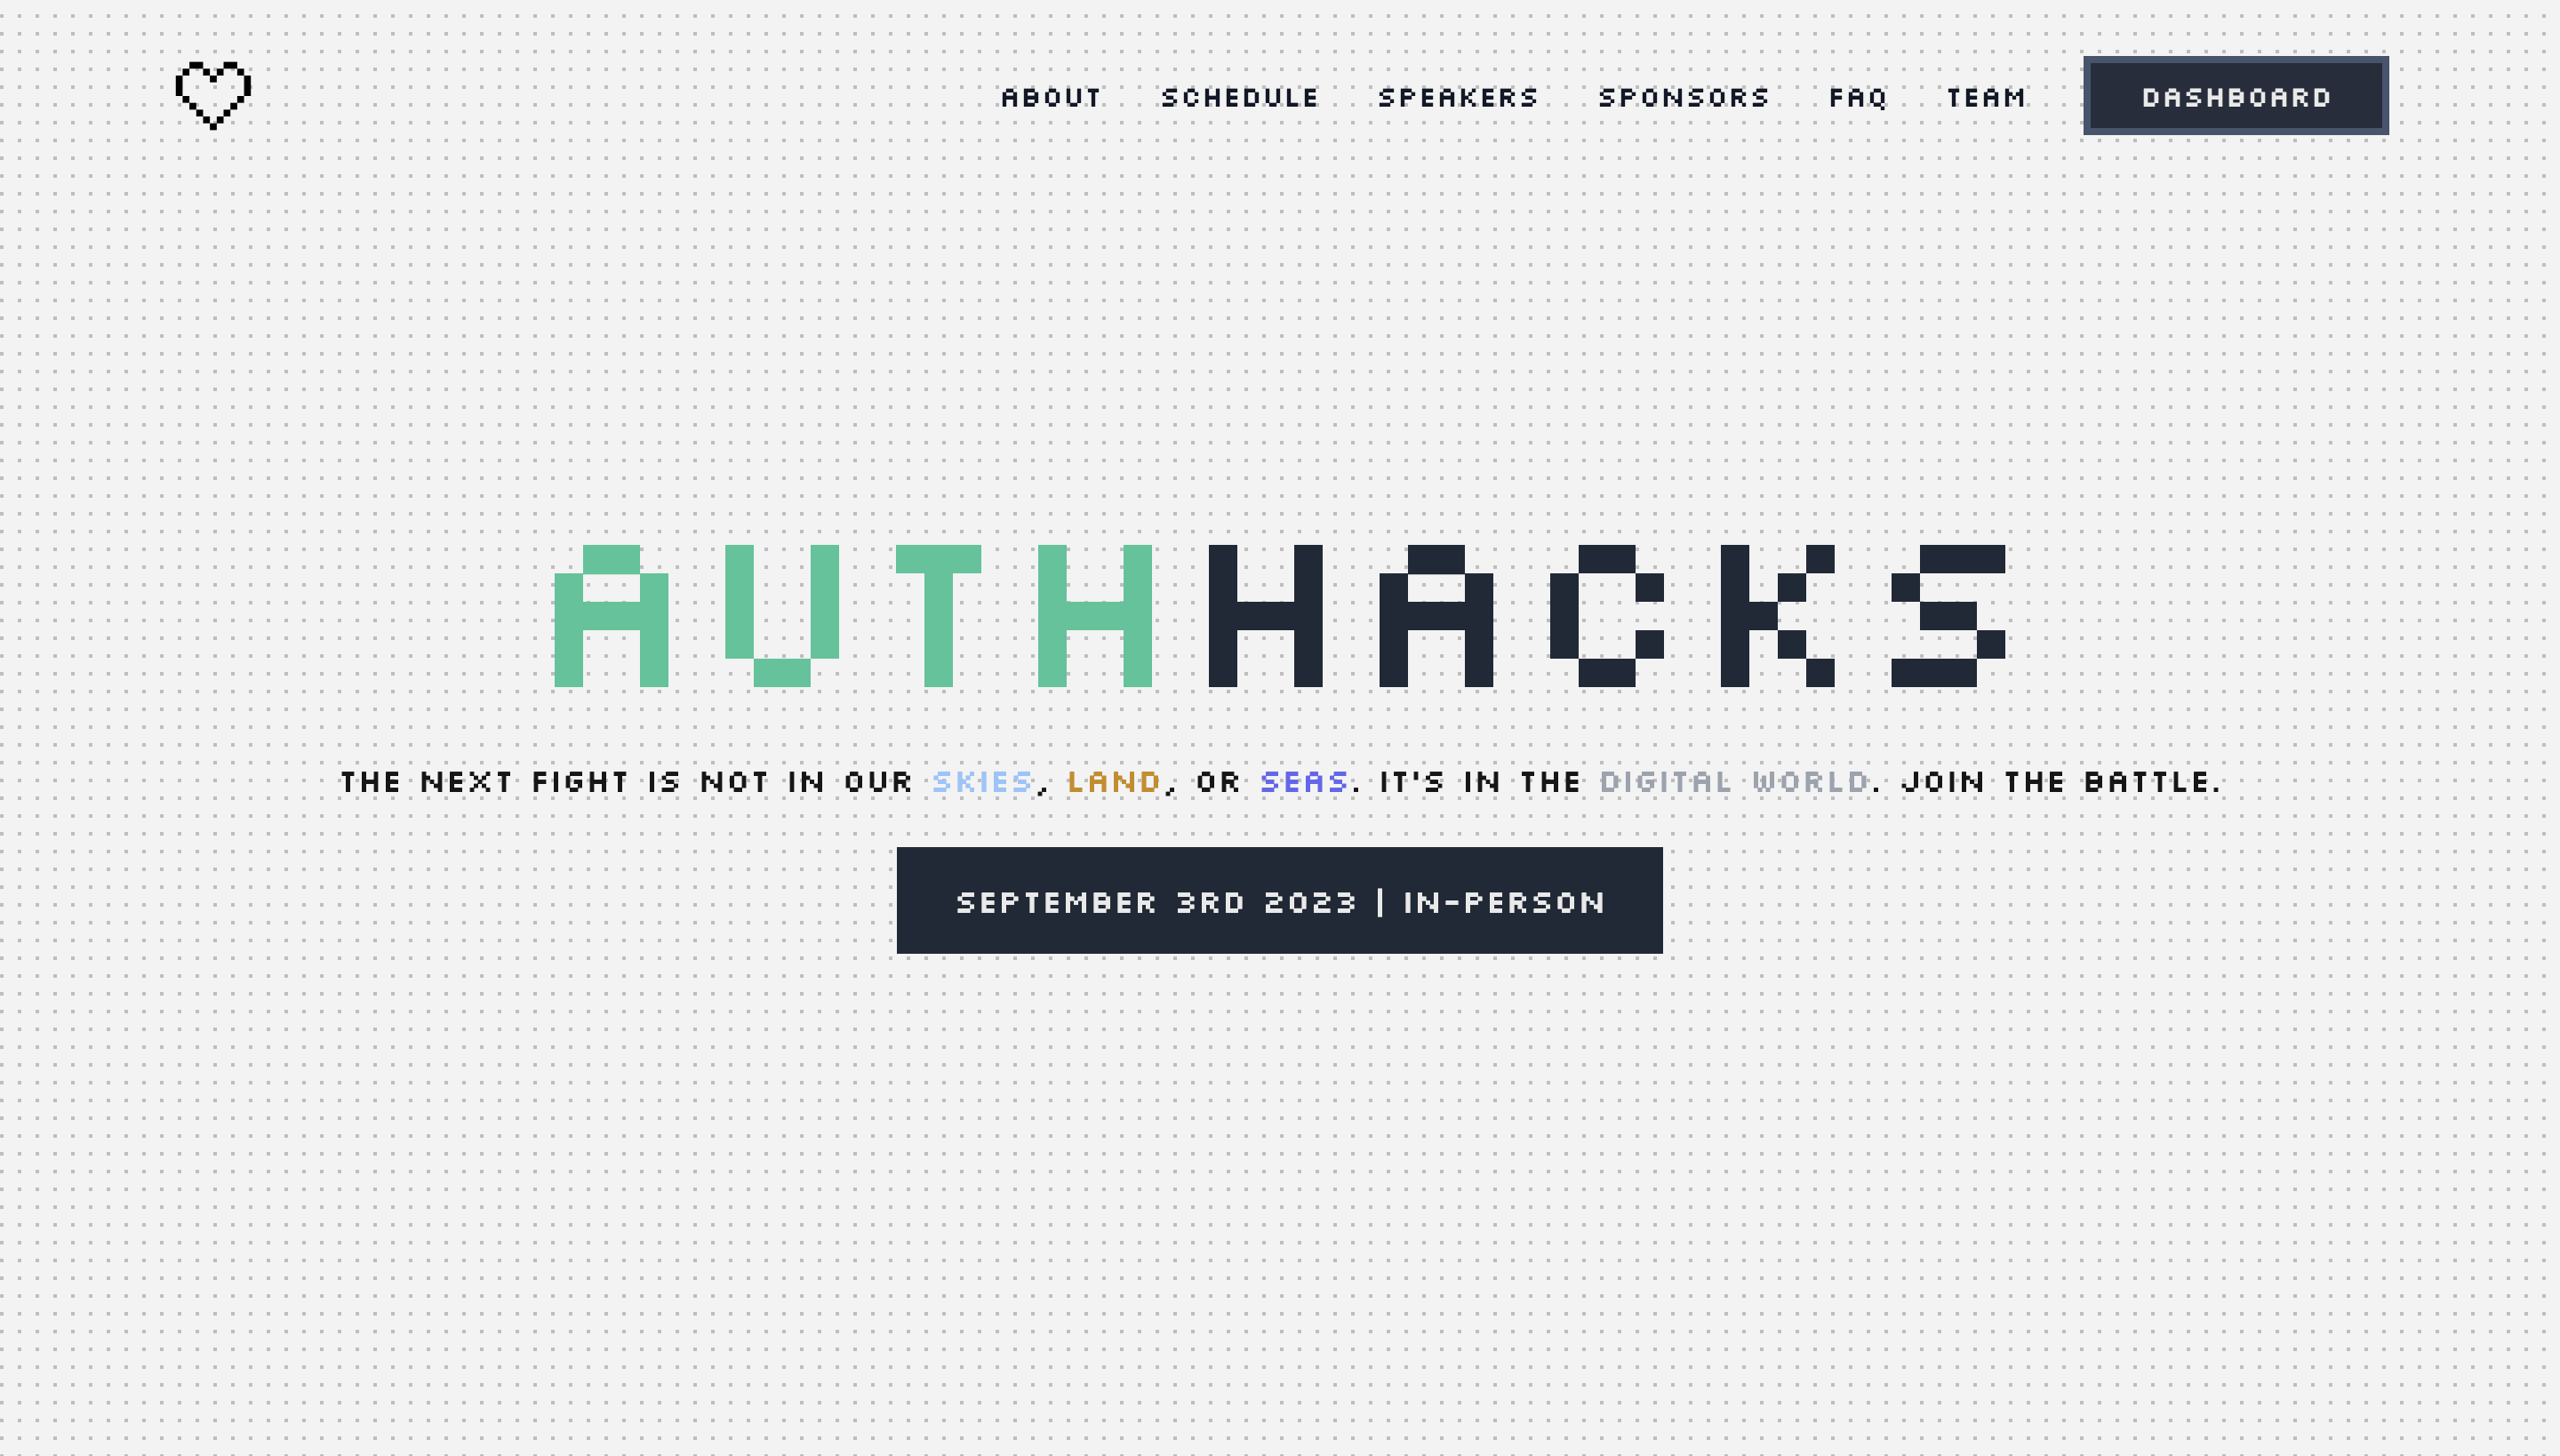 ABOUT SCHEDULE SPEAKERS SPONSORS FAQ TEAM DASHBOARD
AUTHHACKS
THE NEXT FIGHT IS NOT IN OUR SKIES, LAND, OR SEAS. IT'S IN THE DIGITAL WORLD. JOIN THE BATTLE.
SEPTEMBER 3RD 2023 | IN-PERSON